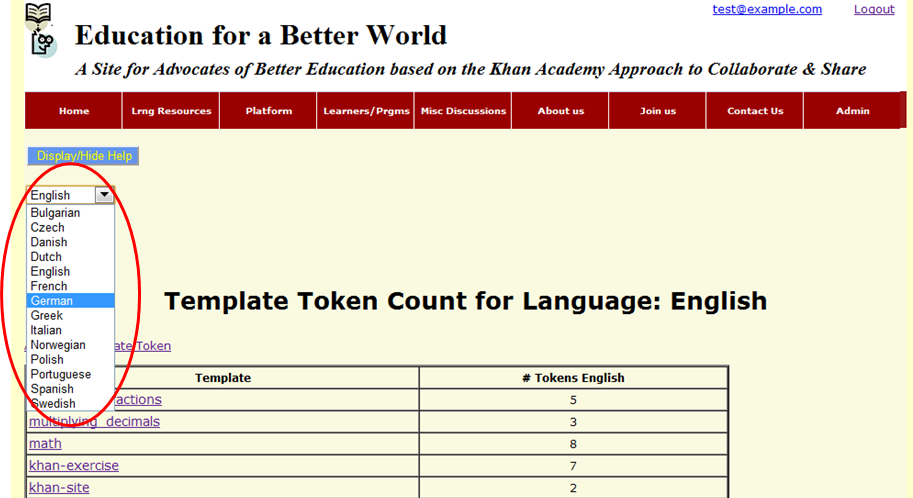 test@example.com Logout
Education for a Better World
A Site for Advocates of Better Education based on the Khan Academy Approach to Collaborate & Share
Home Lrng Resources Platform Learners/Prgms Misc Discussions About us Join us Contact Us Admin
Display/Hide Help
English
Bulgarian
Czech
Danish
Dutch
English
French
German
Greek
Italian
Norwegian
Polish
Portuguese
Spanish
Swedish
Template Token Count for Language: English
Token
Template # Tokens English
5
multiplying_decimals 3
math 8
khan-exercise 7
khan-site 2